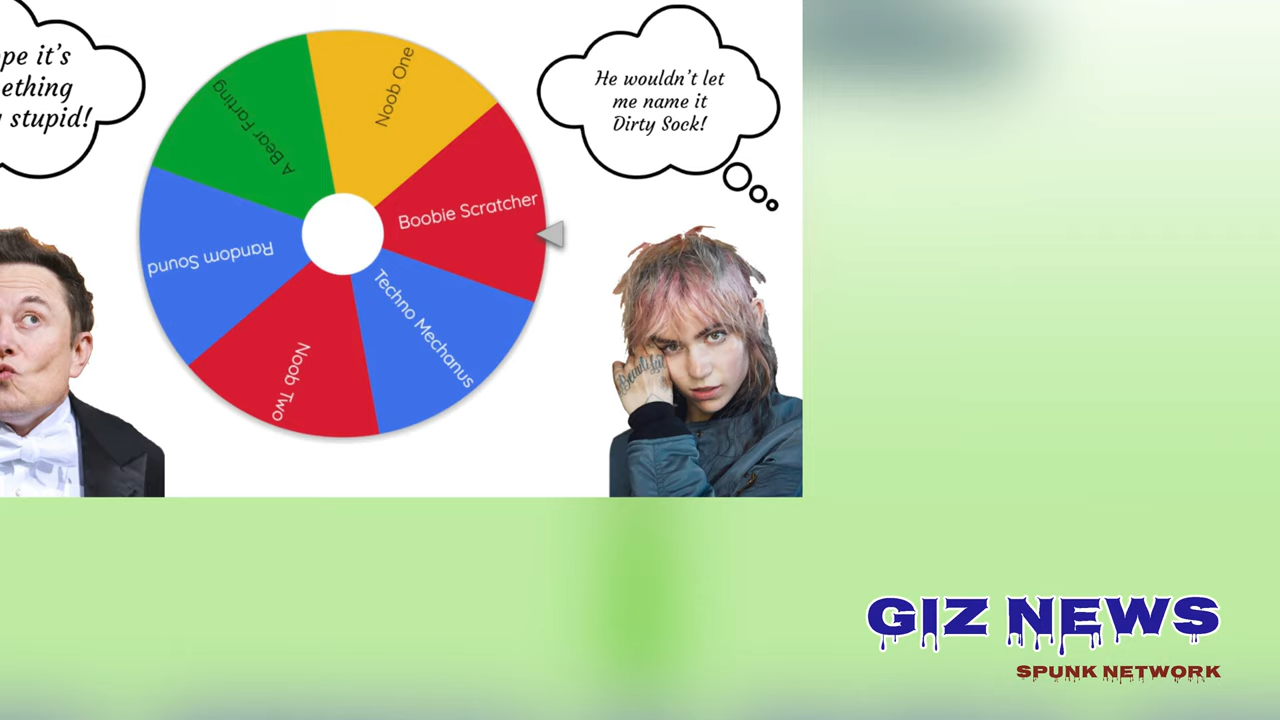 pe it's
ething
stupid!
A Bear Farting
Noob One
Boobie Scratcher
Techno Mechanus
Noob Two
Random Sound
He wouldn't let
me name it
Dirty Sock!
Beautiful
GIZ NEWS
SPUNK NETWORK